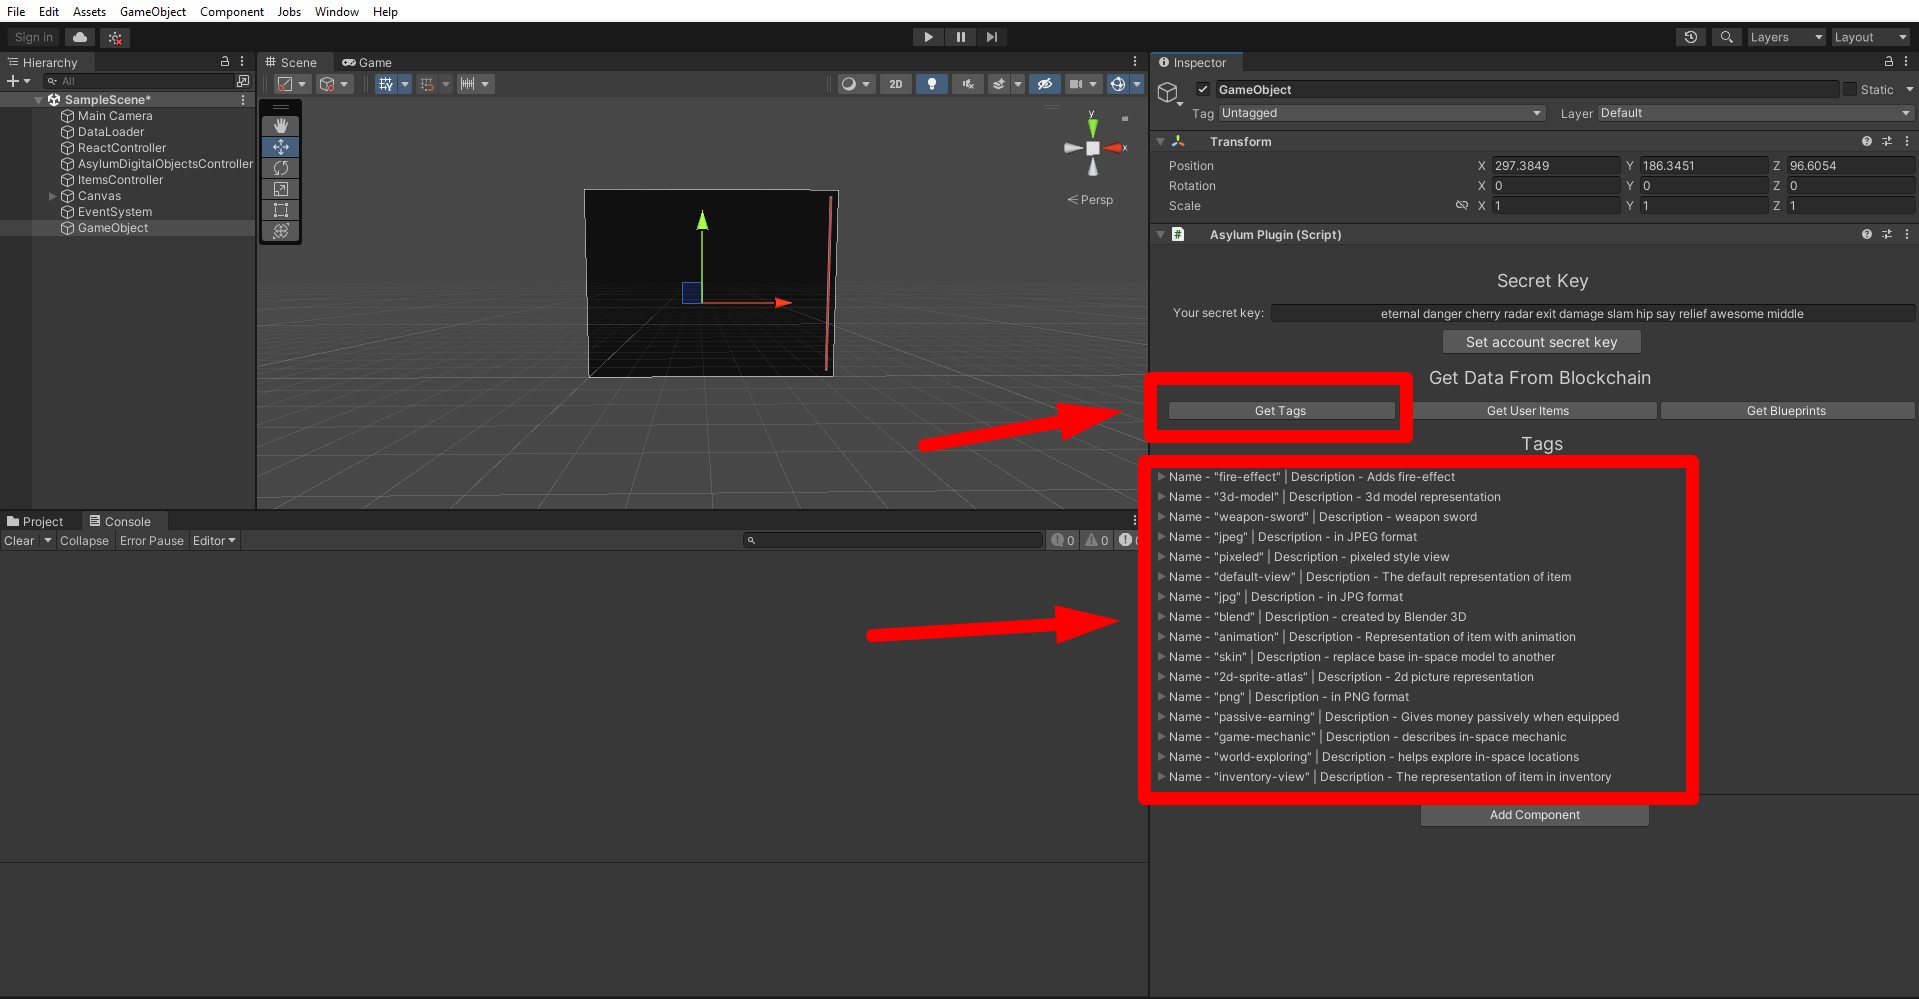 File Edit Assets GameObject Component Jobs Window Help
Sign in
Layers Layout
Hierarchy
All
SampleScene*
Main Camera
DataLoader
ReactController
AsylumDigitalObjectsController
ItemsController
Canvas
EventSystem
GameObject
Scene Game
2D
y
x
Persp
Project Console
Clear Collapse Error Pause Editor
0 0
Inspector
GameObject Static
Tag Untagged Layer Default
Transform
Position X 297.3849 Y 186.3451 Z 96.6054
Rotation X 0 Y 0 Z 0
Scale X 1 Y 1 Z 1
# Asylum Plugin (Script)
Secret Key
Your secret key: eternal danger cherry radar exit damage slam hip say relief awesome middle
Set account secret key
Get Data From Blockchain
Get Tags Get User Items Get Blueprints
Tags
Name - "fire-effect" | Description - Adds fire-effect
Name - "3d-model" | Description - 3d model representation
Name - "weapon-sword" | Description - weapon sword
Name - "jpeg" | Description - in JPEG format
Name - "pixeled" | Description - pixeled style view
Name - "default-view" | Description - The default representation of item
Name - "jpg" | Description - in JPG format
Name - "blend" | Description - created by Blender 3D
Name - "animation" | Description - Representation of item with animation
Name - "skin" | Description - replace base in-space model to another
Name - "2d-sprite-atlas" | Description - 2d picture representation
Name - "png" | Description - in PNG format
Name - "passive-earning" | Description - Gives money passively when equipped
Name - "game-mechanic" | Description - describes in-space mechanic
Name - "world-exploring" | Description - helps explore in-space locations
Name - "inventory-view" | Description - The representation of item in inventory
Add Component